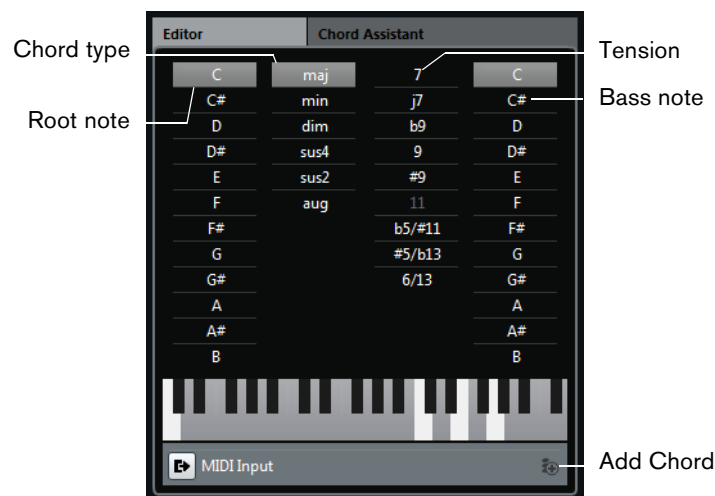 Editor Chord Assistant
Chord type
Tension
C maj 7 C
Root note
C# min j7 C#
Bass note
D dim b9 D
D# sus4 9 D#
E sus2 #9 E
F aug 11 F
F# b5/#11 F#
G #5/b13 G
G# 6/13 G#
A A
A# A#
B B
MIDI Input
Add Chord